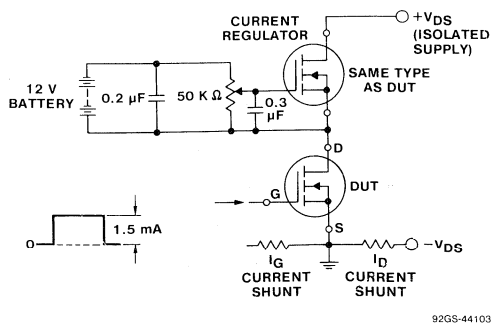 CURRENT
REGULATOR
+VDS
(ISOLATED
SUPPLY)
SAME TYPE
AS DUT
12 V
BATTERY
0.2 µF
50 K Ω
0.3
µF
D
DUT
G
S
0
1.5 mA
IG
CURRENT
SHUNT
ID
CURRENT
SHUNT
−VDS
92GS-44103